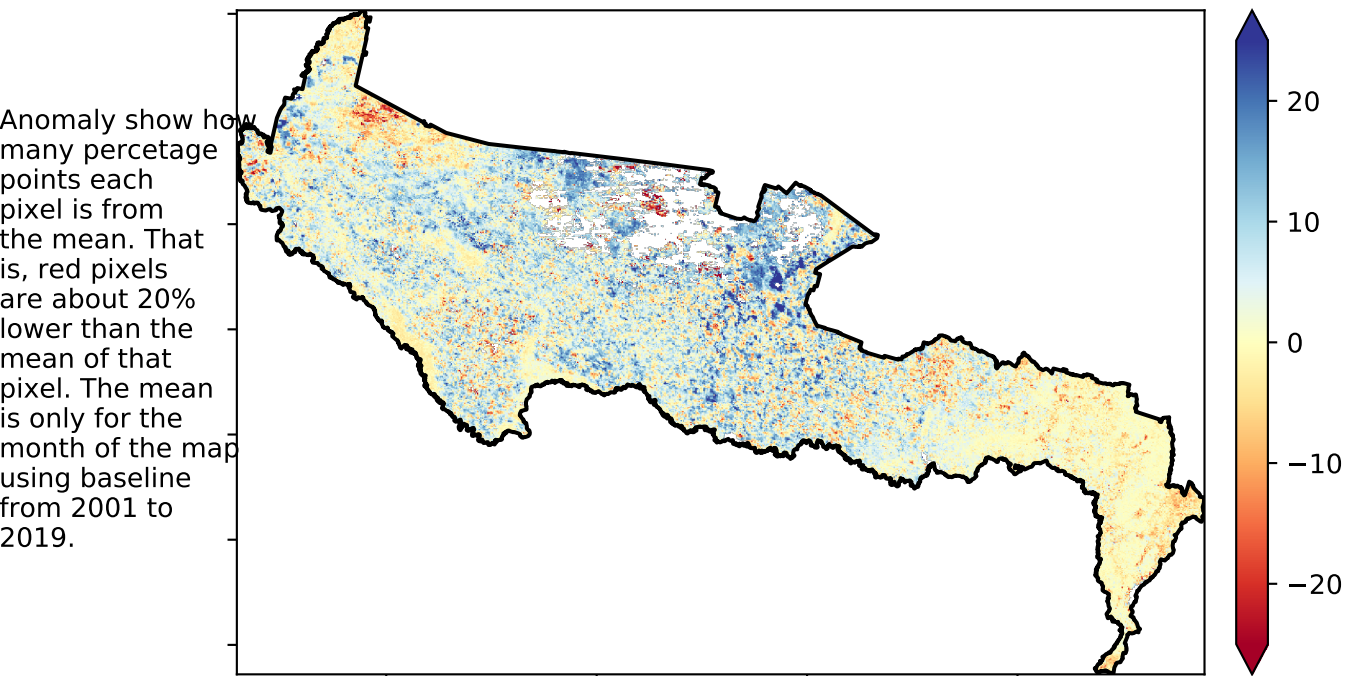 Anomaly show how
many percetage
points each
pixel is from
the mean. That
is, red pixels
are about 20%
lower than the
mean of that
pixel. The mean
is only for the
month of the map
using baseline
from 2001 to
2019.
20
10
0
−10
−20